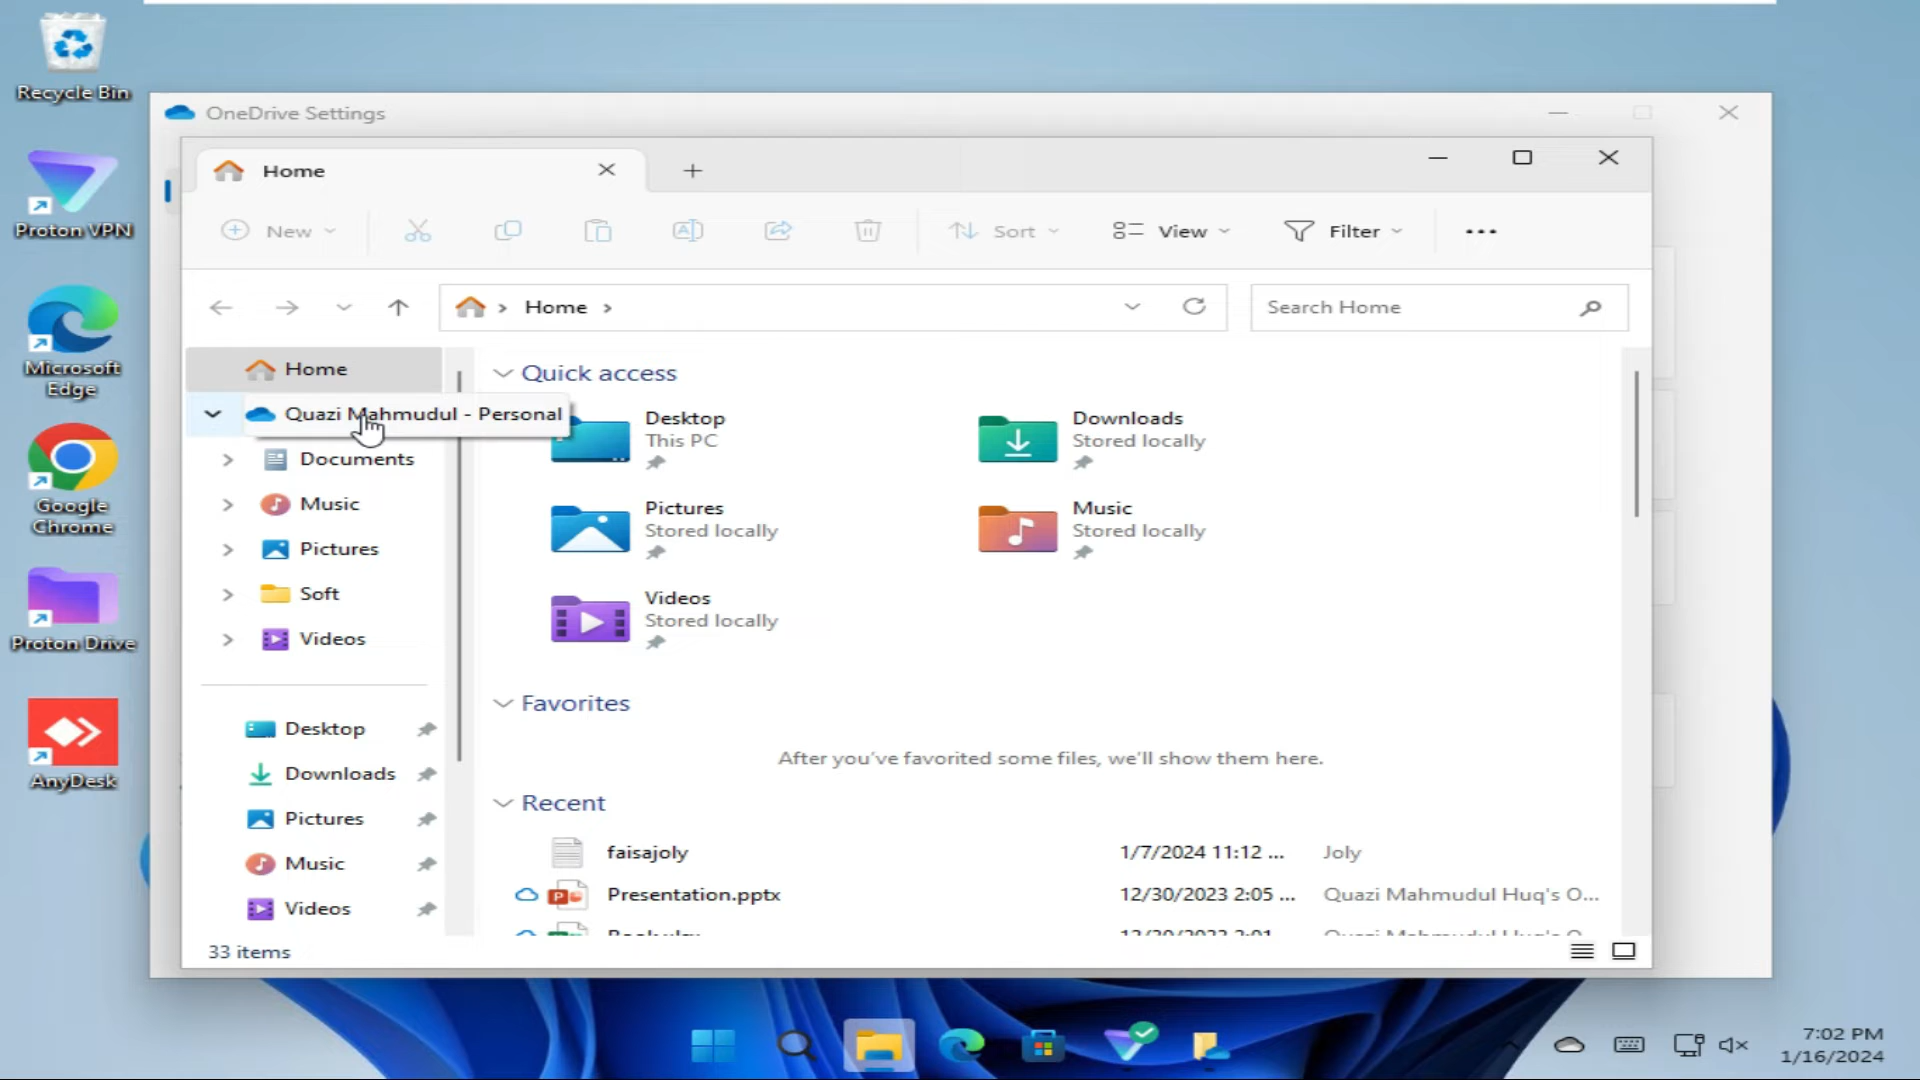 Recycle Bin
Proton VPN
Microsoft
Edge
Google
Chrome
Proton Drive
AnyDesk
OneDrive Settings
Home
New
Sort
View
Filter
Home
Search Home
Home
Quazi Mahmudul - Personal
Documents
Music
Pictures
Soft
Videos
Desktop
Downloads
Pictures
Music
Videos
33 items
Quick access
Desktop
This PC
Downloads
Stored locally
Pictures
Stored locally
Music
Stored locally
Videos
Stored locally
Favorites
After you've favorited some files, we'll show them here.
Recent
faisajoly 1/7/2024 11:12 ... Joly
Presentation.pptx 12/30/2023 2:05 ... Quazi Mahmudul Huq's O...
7:02 PM
1/16/2024